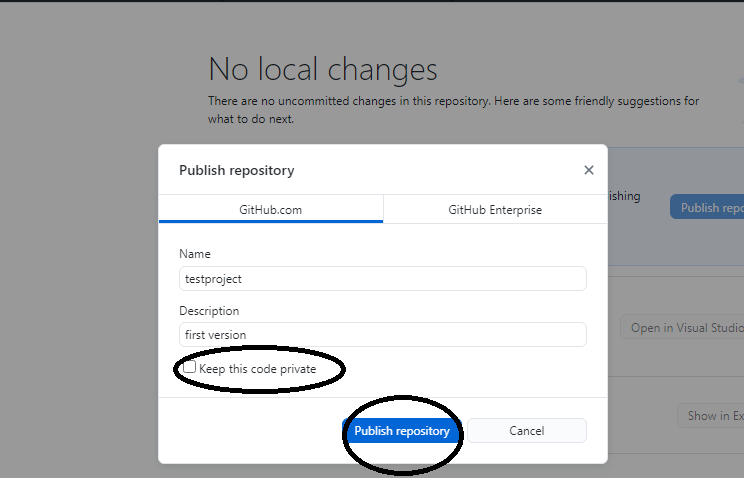 No local changes
There are no uncommitted changes in this repository. Here are some friendly suggestions for
what to do next.
Publish repository
GitHub.com
GitHub Enterprise
ishing
Publish repo
Name
testproject
Description
first version
Open in Visual Studio
Keep this code private
Show in Ex
Publish repository
Cancel